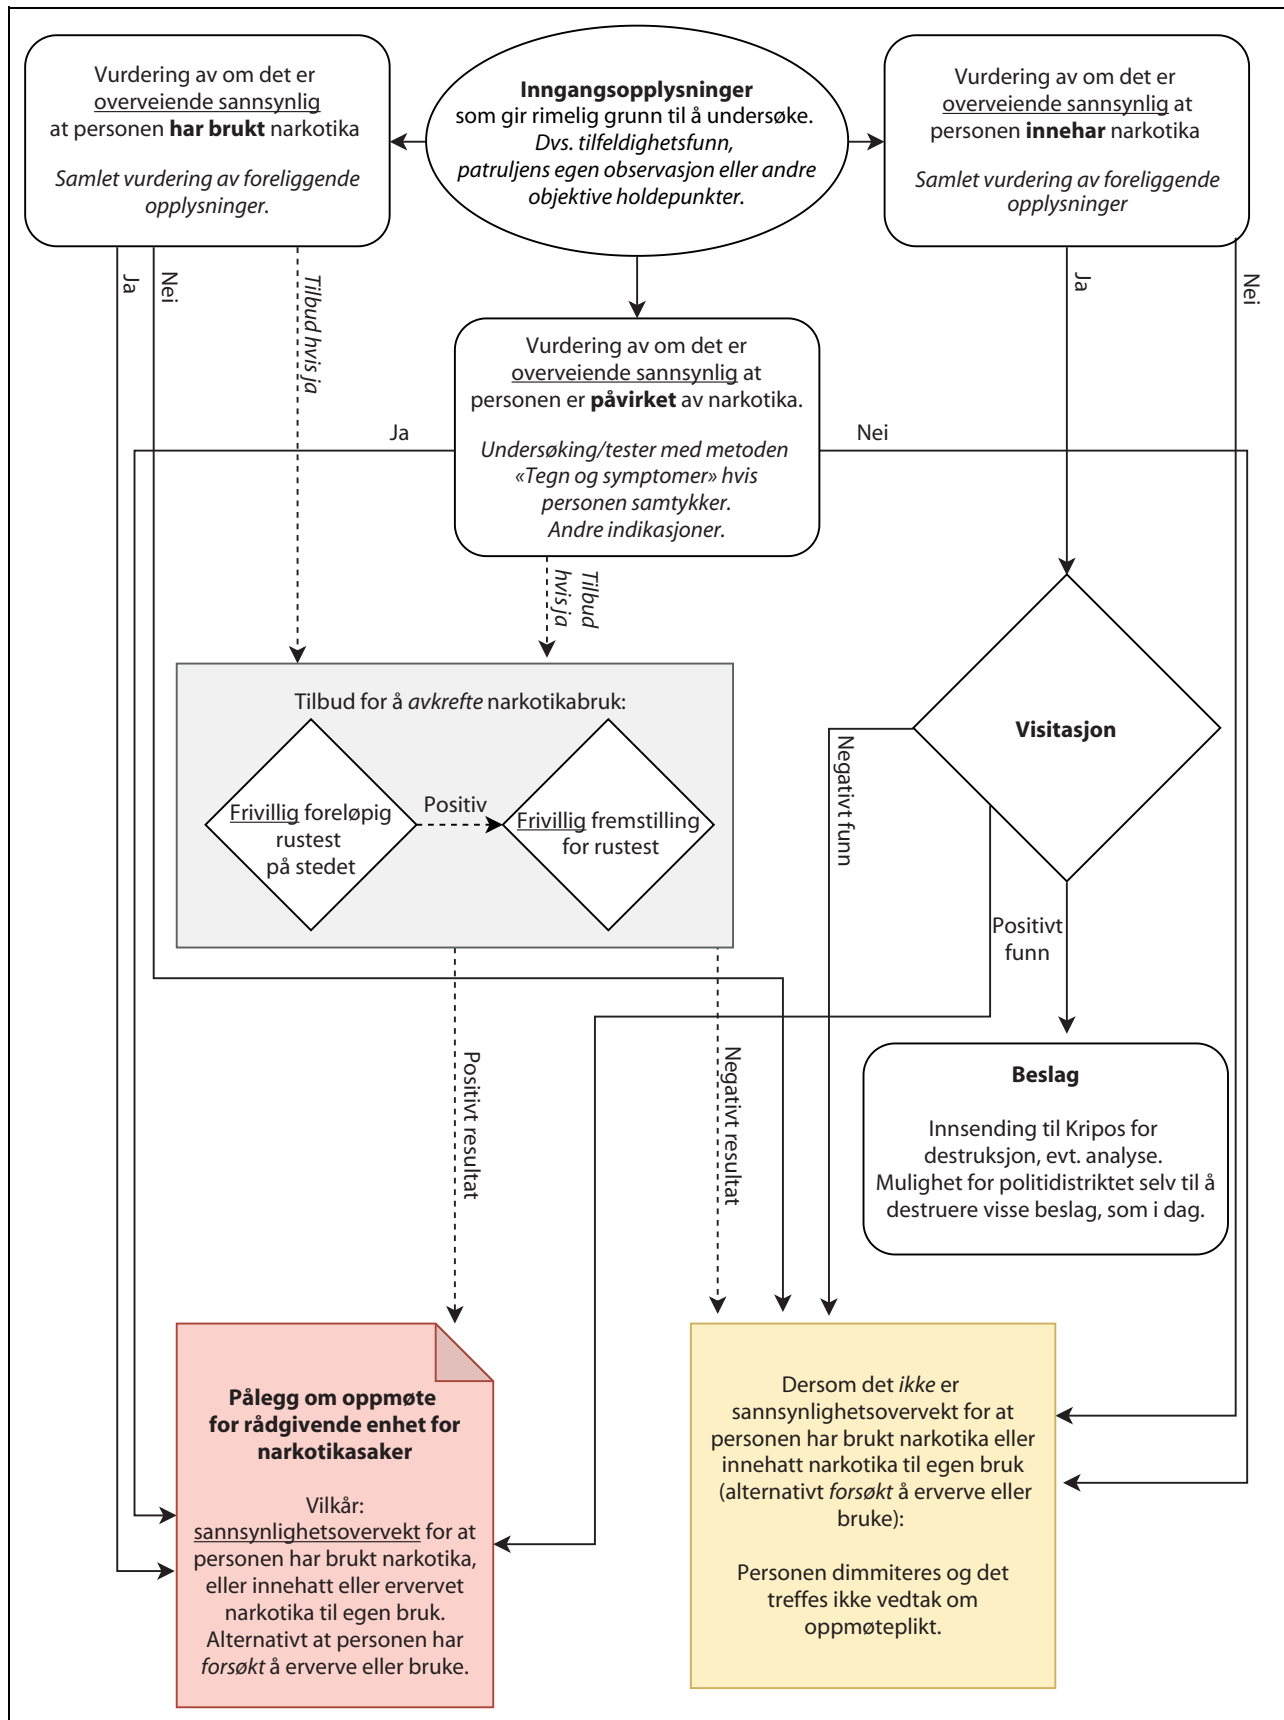 Vurdering av om det er
overveiende sannsynlig
at personen har brukt narkotika
Samlet vurdering av foreliggende
opplysninger.
Inngangsopplysninger
som gir rimelig grunn til å undersøke.
Dvs. tilfeldighetsfunn,
patruljens egen observasjon eller andre
objektive holdepunkter.
Vurdering av om det er
overveiende sannsynlig at
personen innehar narkotika
Samlet vurdering av foreliggende
opplysninger
Ja
Nei
Tilbud hvis ja
Ja
Nei
Vurdering av om det er
overveiende sannsynlig at
personen er påvirket av narkotika.
Undersøking/tester med metoden
«Tegn og symptomer» hvis
personen samtykker.
Andre indikasjoner.
Ja
Nei
Tilbud
hvis ja
Tilbud for å avkrefte narkotikabruk:
Frivillig foreløpig
rustest
på stedet
Positiv
Frivillig fremstilling
for rustest
Visitasjon
Negativt funn
Positivt
funn
Beslag
Innsending til Kripos for
destruksjon, evt. analyse.
Mulighet for politidistriktet selv til å
destruere visse beslag, som i dag.
Positivt resultat
Negativt resultat
Pålegg om oppmøte
for rådgivende enhet for
narkotikasaker
Vilkår:
sannsynlighetsovervekt for at
personen har brukt narkotika,
eller innehatt eller ervervet
narkotika til egen bruk.
Alternativt at personen har
forsøkt å erverve eller bruke.
Dersom det ikke er
sannsynlighetsovervekt for at
personen har brukt narkotika eller
innehatt narkotika til egen bruk
(alternativt forsøkt å erverve eller
bruke):
Personen dimmiteres og det
treffes ikke vedtak om
oppmøteplikt.